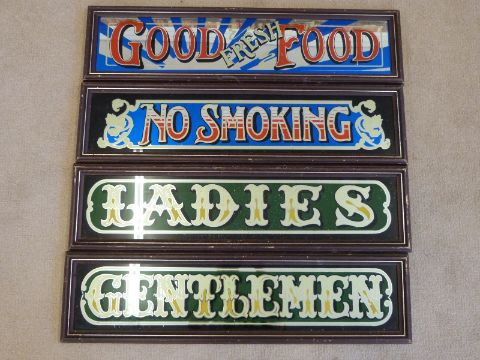 GOOD FRESH FOOD
NO SMOKING
LADIES
GENTLEMEN